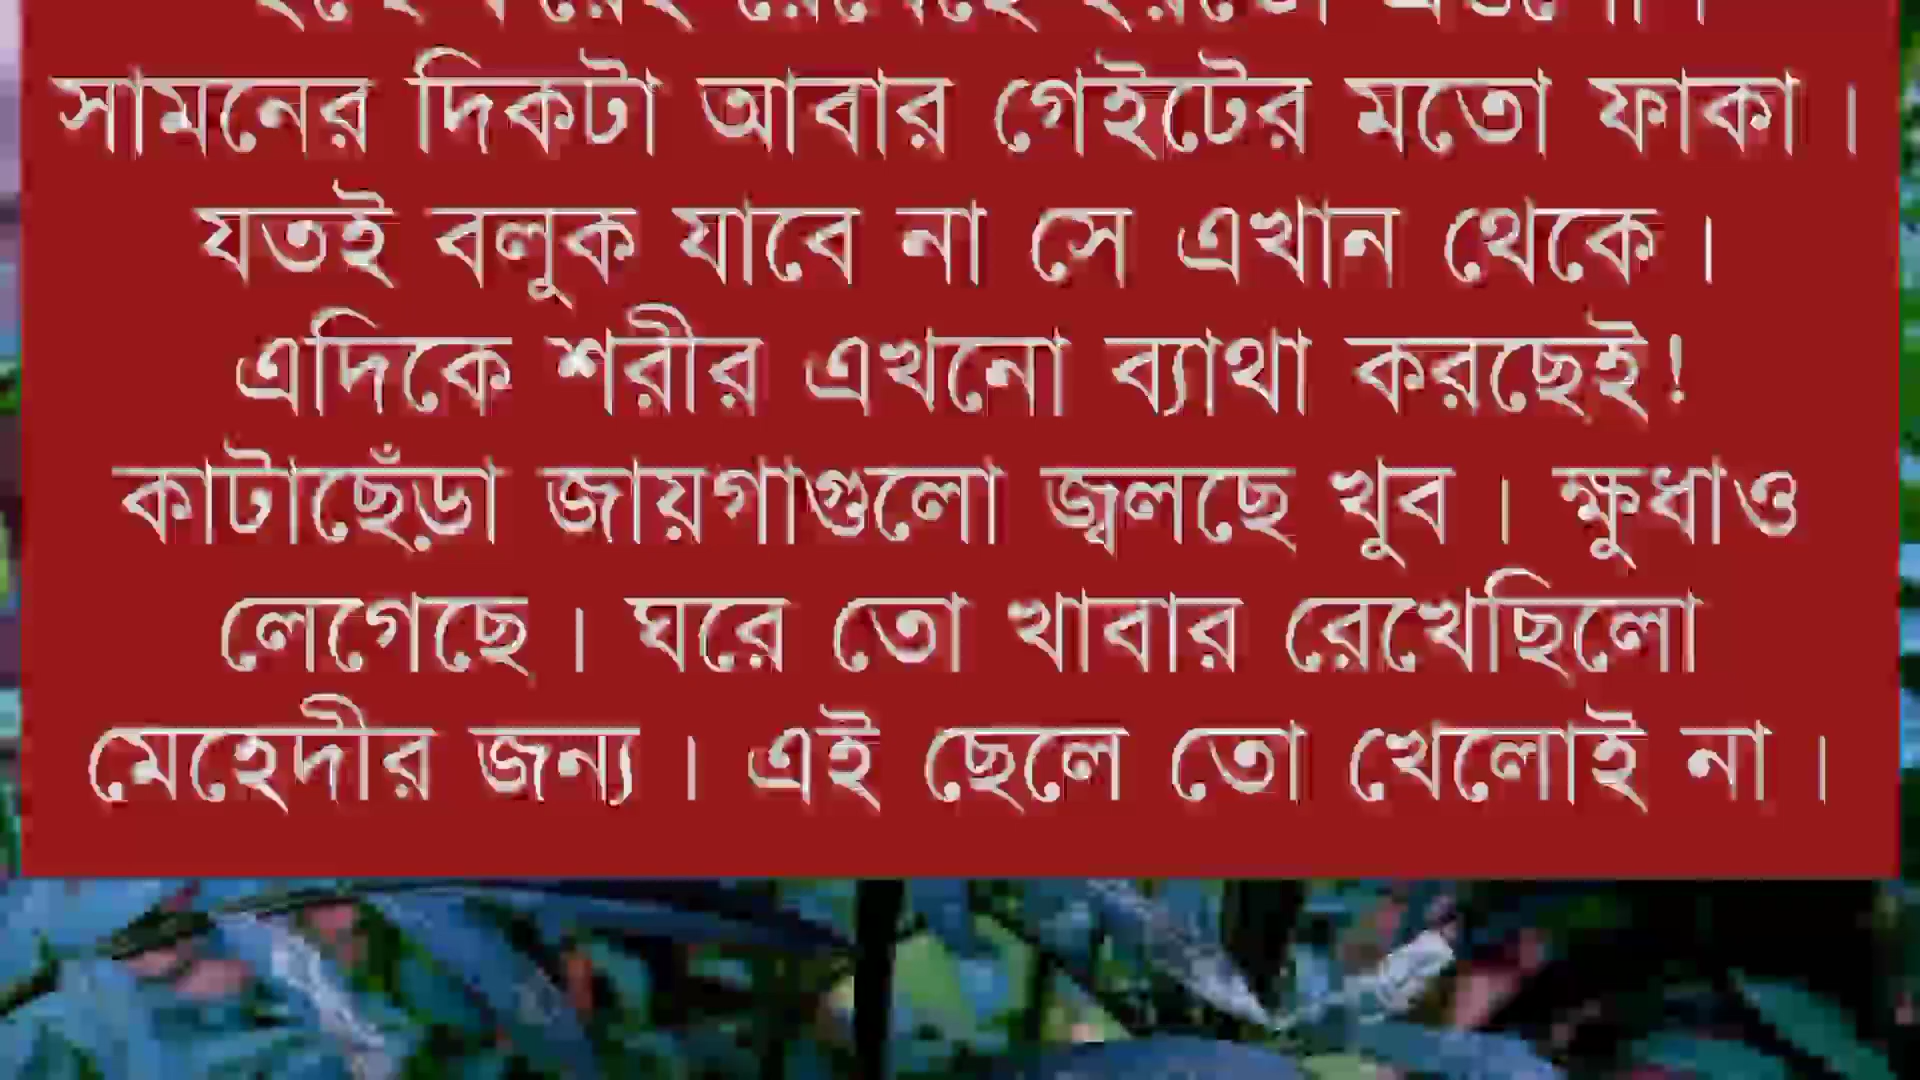 সামনের দিকটা আবার গেইটের মতো ফাকা।
যতই বলুক যাবে না সে এখান থেকে।
এদিকে শরীর এখনো ব্যাথা করছেই!
কাটাছেঁড়া জায়গাগুলো জ্বলছে খুব। ক্ষুধাও
লেগেছে। ঘরে তো খাবার রেখেছিলো
মেহেদীর জন্য। এই ছেলে তো খেলোই না।